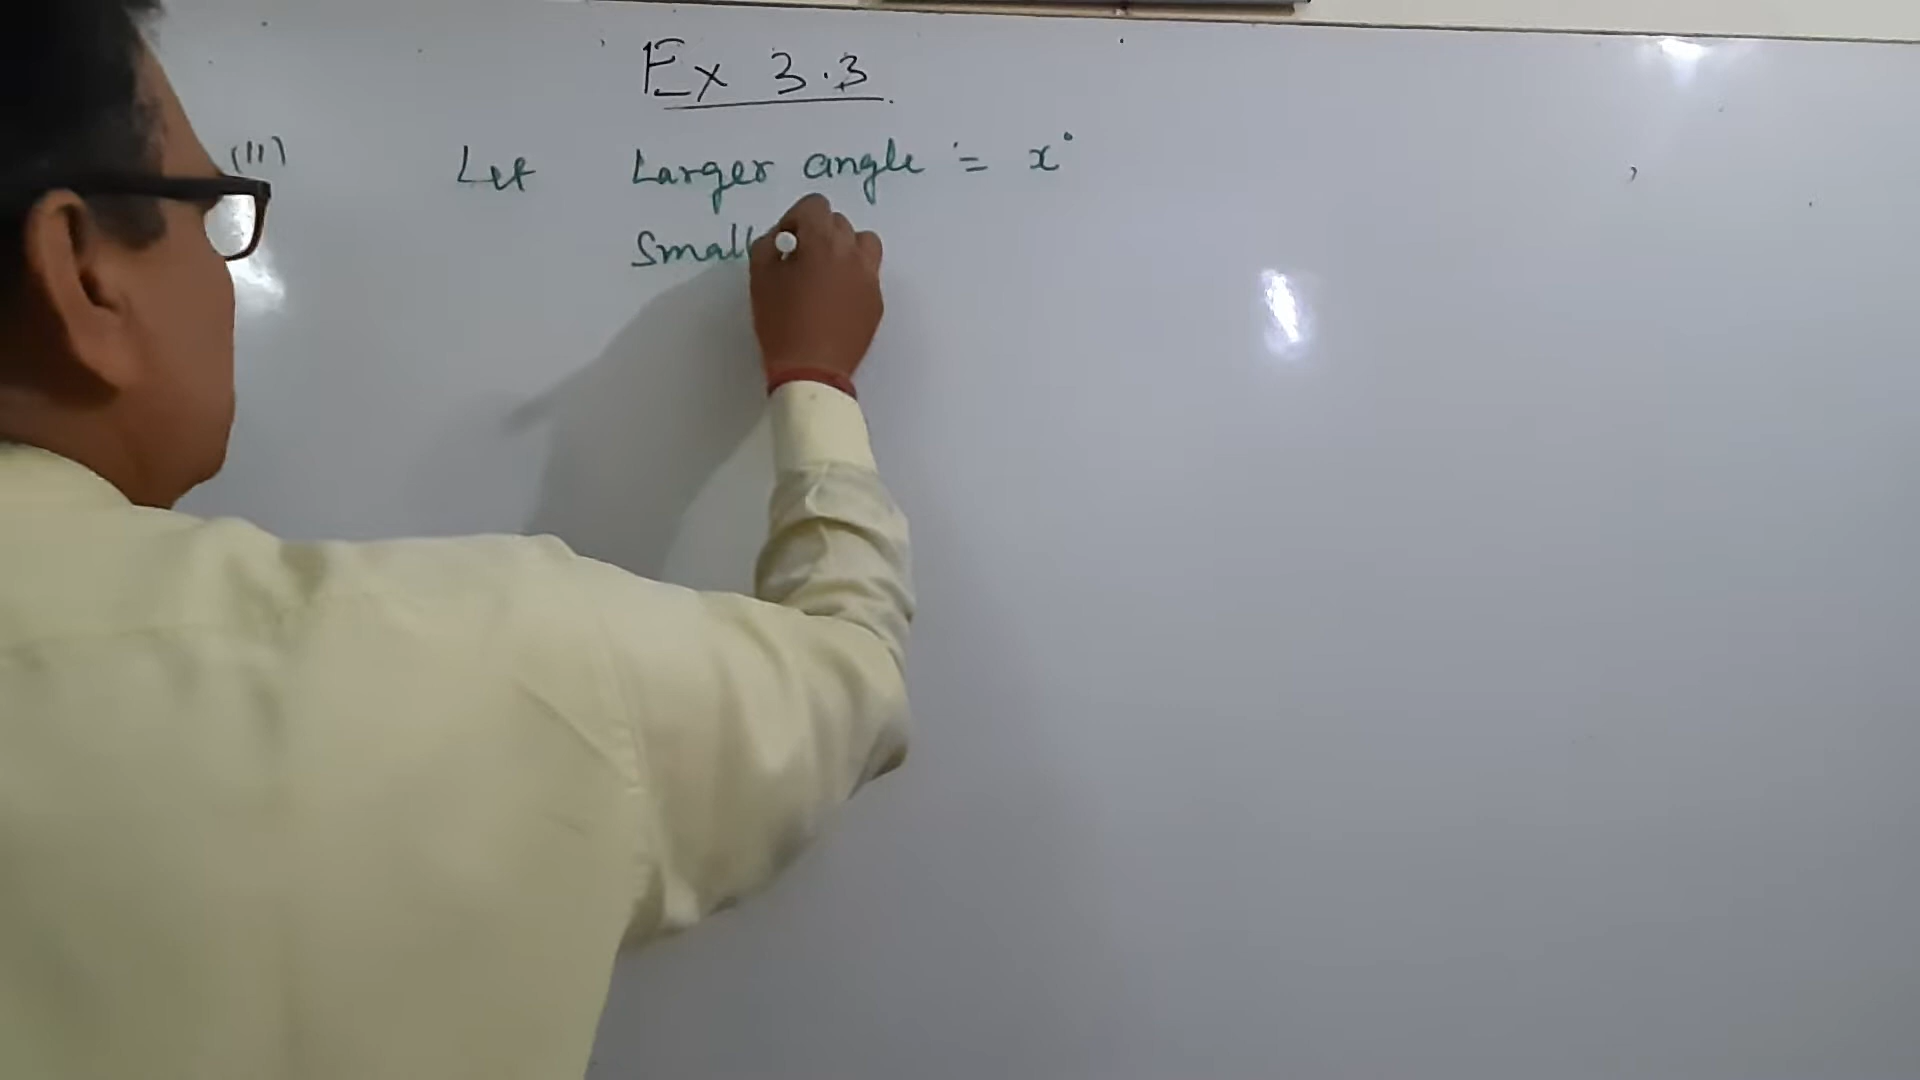 Ex 3.3
(11) Let Larger angle = x°
Small